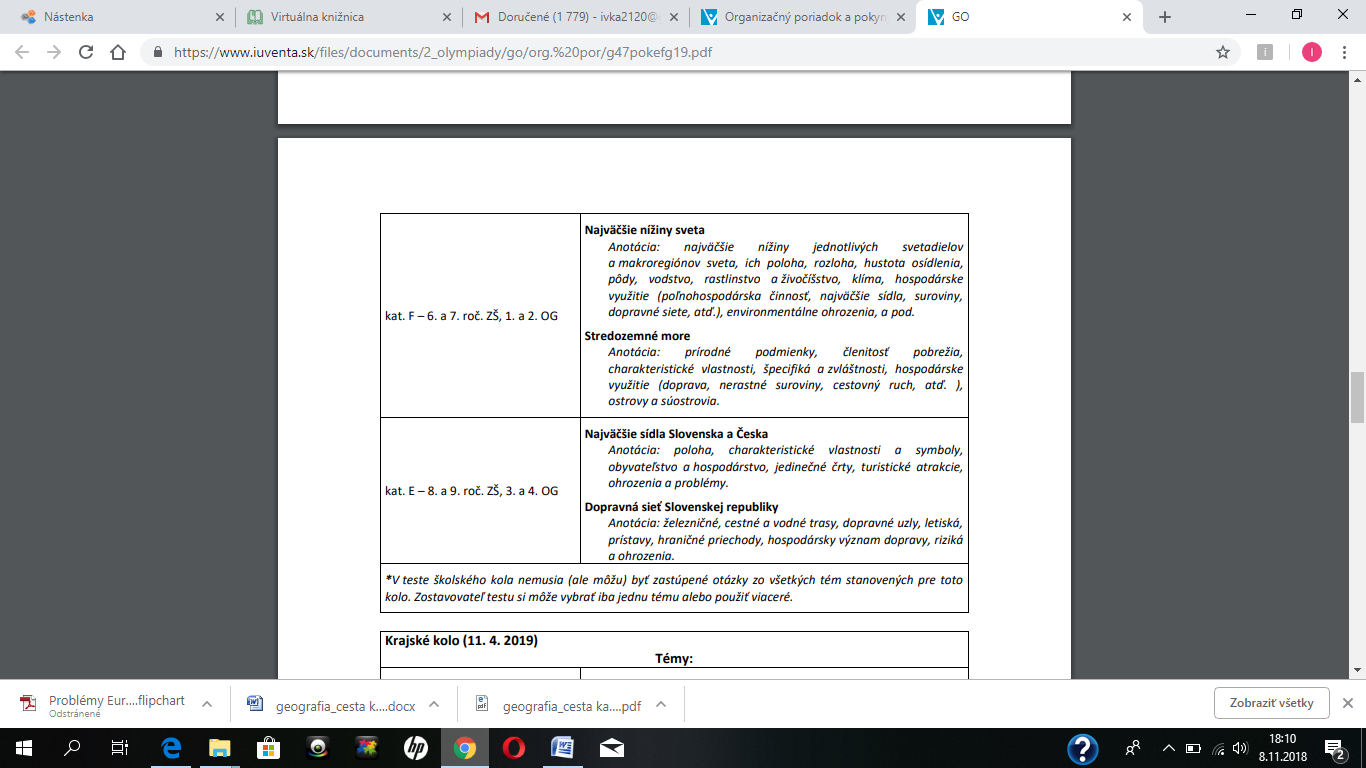 Nástenka
Virtuálna knižnica
Doručené (1 779) - ivka2120@
Organizačný poriadok a pokyn
GO
https://www.iuventa.sk/files/documents/2_olympiady/go/org.%20por/g47pokefg19.pdf
I
kat. F – 6. a 7. roč. ZŠ, 1. a 2. OG
Najväčšie nížiny sveta
Anotácia: najväčšie nížiny jednotlivých svetadielov
a makroregiónov sveta, ich poloha, rozloha, hustota osídlenia,
pôdy, vodstvo, rastlinstvo a živočíšstvo, klíma, hospodárske
využitie (poľnohospodárska činnosť, najväčšie sídla, suroviny,
dopravné siete, atď.), environmentálne ohrozenia, a pod.
Stredozemné more
Anotácia: prírodné podmienky, členitosť pobrežia,
charakteristické vlastnosti, špecifiká a zvláštnosti, hospodárske
využitie (doprava, nerastné suroviny, cestovný ruch, atď. ),
ostrovy a súostrovia.
kat. E – 8. a 9. roč. ZŠ, 3. a 4. OG
Najväčšie sídla Slovenska a Česka
Anotácia: poloha, charakteristické vlastnosti a symboly,
obyvateľstvo a hospodárstvo, jedinečné črty, turistické atrakcie,
ohrozenia a problémy.
Dopravná sieť Slovenskej republiky
Anotácia: železničné, cestné a vodné trasy, dopravné uzly, letiská,
prístavy, hraničné priechody, hospodársky význam dopravy, riziká
a ohrozenia.
*V teste školského kola nemusia (ale môžu) byť zastúpené otázky zo všetkých tém stanovených pre toto
kolo. Zostavovateľ testu si môže vybrať iba jednu tému alebo použiť viaceré.
Krajské kolo (11. 4. 2019)
Témy:
Problémy Eur....flipchart
Odstránené
geografia_cesta k....docx
geografia_cesta ka....pdf
Zobraziť všetky
18:10
8.11.2018
2